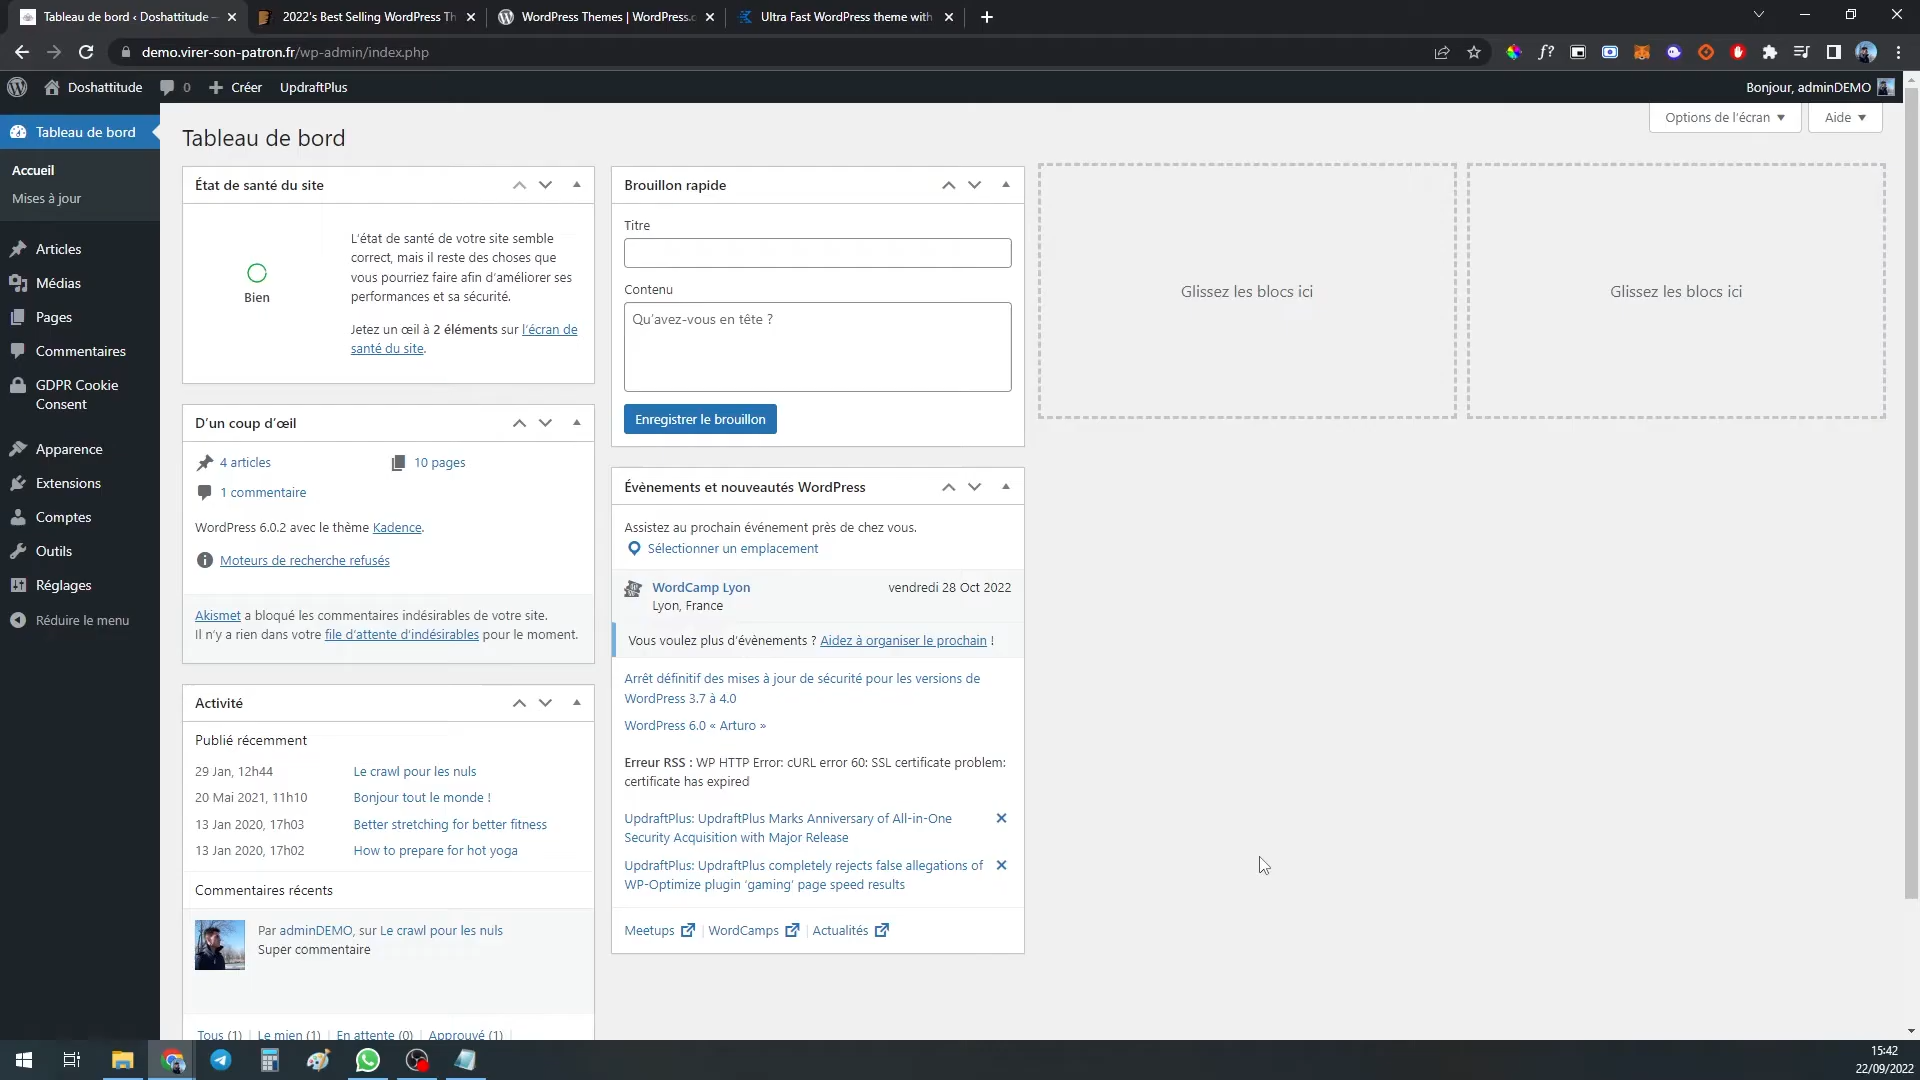 Tableau de bord ‹ Doshattitude –
2022's Best Selling WordPress Th
WordPress Themes | WordPress.o
Ultra Fast WordPress theme with
demo.virer-son-patron.fr/wp-admin/index.php
Doshattitude
0
Créer
UpdraftPlus
Bonjour, adminDEMO
Tableau de bord
Accueil
Mises à jour
Articles
Médias
Pages
Commentaires
GDPR Cookie
Consent
Apparence
Extensions
Comptes
Outils
Réglages
Réduire le menu
Options de l'écran
Aide
Tableau de bord
État de santé du site
Bien
L'état de santé de votre site semble
correct, mais il reste des choses que
vous pourriez faire afin d'améliorer ses
performances et sa sécurité.
Jetez un œil à 2 éléments sur l'écran de
santé du site.
D'un coup d'œil
4 articles
10 pages
1 commentaire
WordPress 6.0.2 avec le thème Kadence.
Moteurs de recherche refusés
Akismet a bloqué les commentaires indésirables de votre site.
Il n'y a rien dans votre file d'attente d'indésirables pour le moment.
Activité
Publié récemment
29 Jan, 12h44 Le crawl pour les nuls
20 Mai 2021, 11h10 Bonjour tout le monde !
13 Jan 2020, 17h03 Better stretching for better fitness
13 Jan 2020, 17h02 How to prepare for hot yoga
Commentaires récents
Par adminDEMO, sur Le crawl pour les nuls
Super commentaire
Tous (1) | Le mien (1) | En attente (0) | Approuvé (1) |
Brouillon rapide
Titre
Contenu
Qu'avez-vous en tête ?
Enregistrer le brouillon
Évènements et nouveautés WordPress
Assistez au prochain événement près de chez vous.
Sélectionner un emplacement
WordCamp Lyon vendredi 28 Oct 2022
Lyon, France
Vous voulez plus d'évènements ? Aidez à organiser le prochain !
Arrêt définitif des mises à jour de sécurité pour les versions de
WordPress 3.7 à 4.0
WordPress 6.0 « Arturo »
Erreur RSS : WP HTTP Error: cURL error 60: SSL certificate problem:
certificate has expired
UpdraftPlus: UpdraftPlus Marks Anniversary of All-in-One
Security Acquisition with Major Release
UpdraftPlus: UpdraftPlus completely rejects false allegations of
WP-Optimize plugin 'gaming' page speed results
Meetups | WordCamps | Actualités
Glissez les blocs ici
Glissez les blocs ici
15:42
22/09/2022